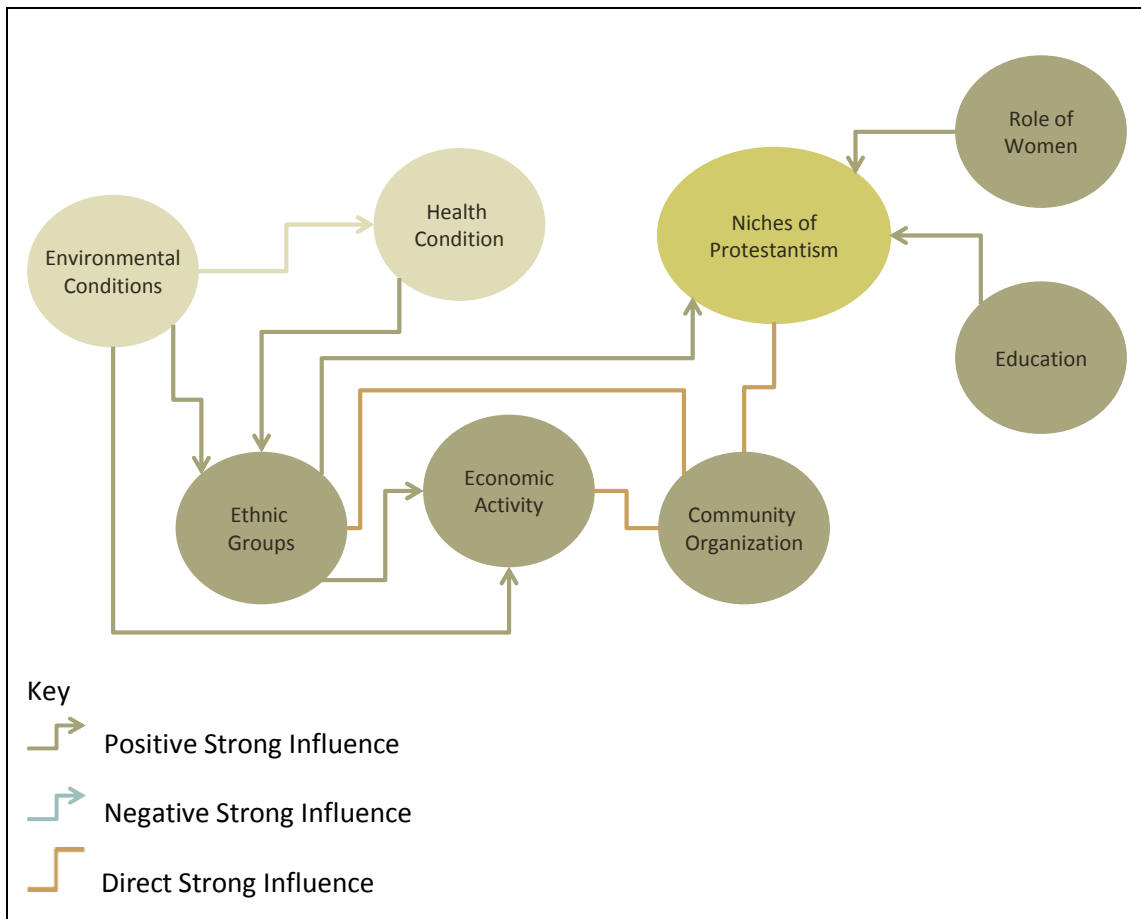 Role of
Women
Health
Condition
Niches of
Protestantism
Environmental
Conditions
Education
Economic
Activity
Ethnic
Groups
Community
Organization
Key
Positive Strong Influence
Negative Strong Influence
Direct Strong Influence